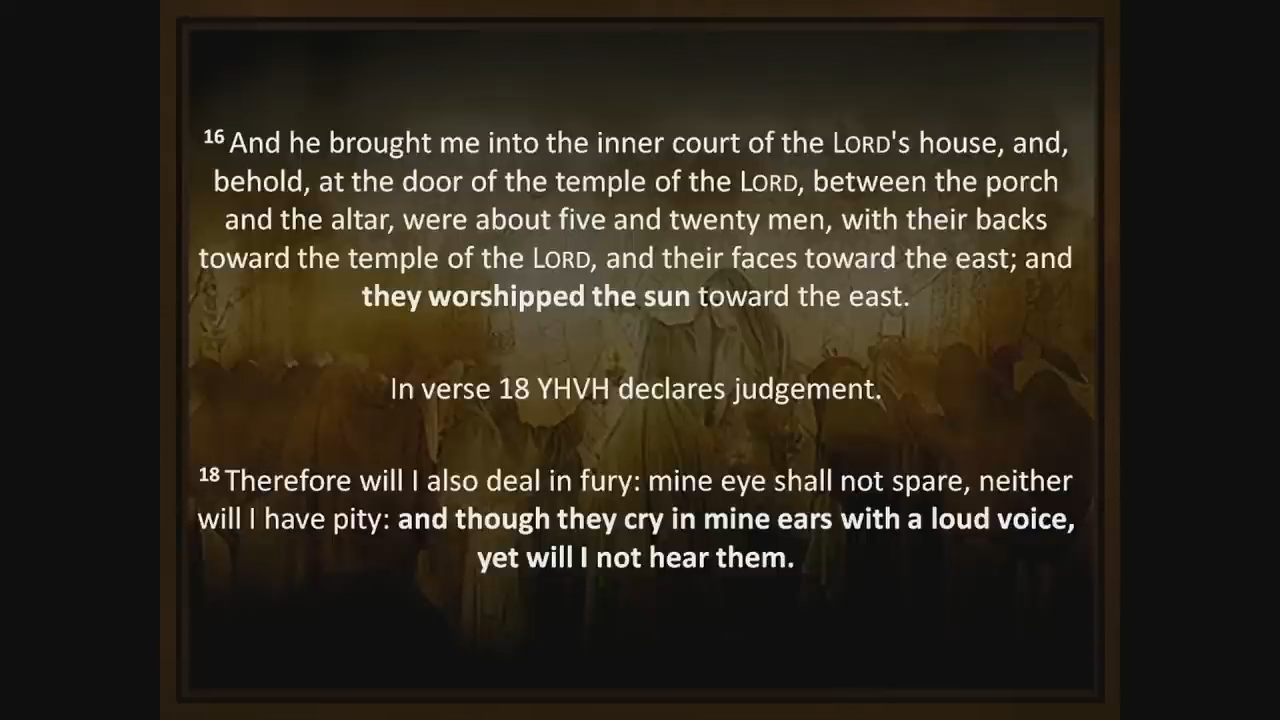 16 And he brought me into the inner court of the LORD's house, and,
behold, at the door of the temple of the LORD, between the porch
and the altar, were about five and twenty men, with their backs
toward the temple of the LORD, and their faces toward the east; and
they worshipped the sun toward the east.
In verse 18 YHVH declares judgement.
18 Therefore will I also deal in fury: mine eye shall not spare, neither
will I have pity: and though they cry in mine ears with a loud voice,
yet will I not hear them.